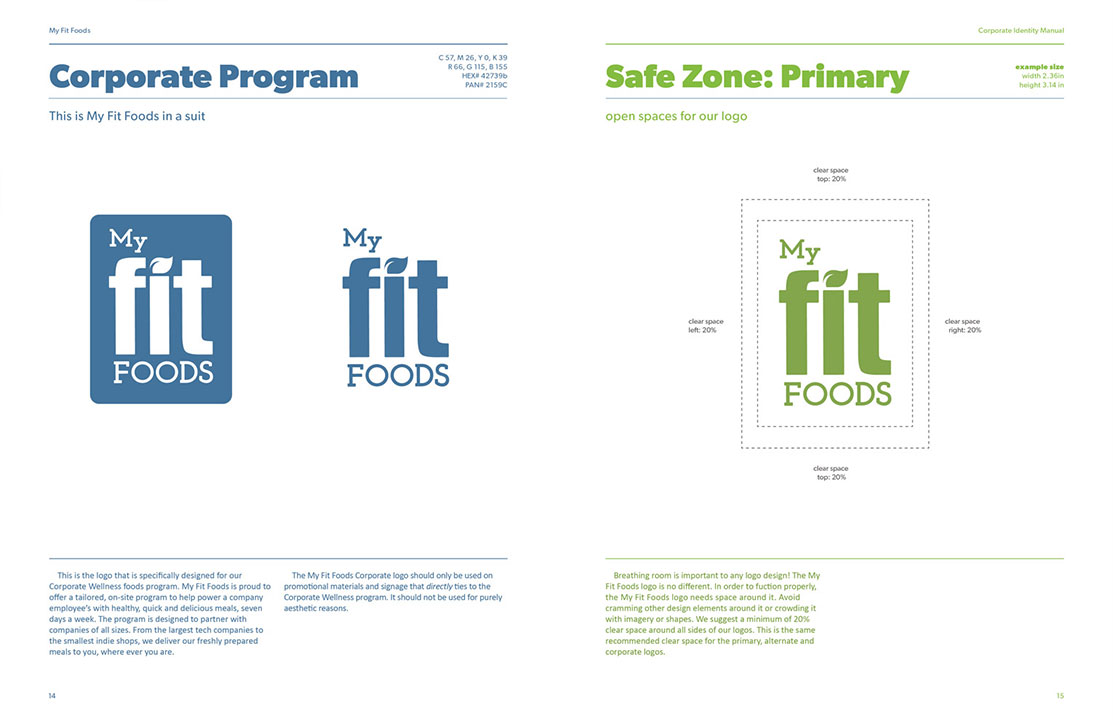 My Fit Foods
Corporate Program
C 57, M 26, Y 0, K 39
R 66, G 115, B 155
HEX# 42739b
PAN# 2159C
This is My Fit Foods in a suit
My
fit
FOODS
My
fit
FOODS
This is the logo that is specifically designed for our
Corporate Wellness foods program. My Fit Foods is proud to
offer a tailored, on-site program to help power a company
employee's with healthy, quick and delicious meals, seven
days a week. The program is designed to partner with
companies of all sizes. From the largest tech companies to
the smallest indie shops, we deliver our freshly prepared
meals to you, where ever you are.
The My Fit Foods Corporate logo should only be used on
promotional materials and signage that directly ties to the
Corporate Wellness program. It should not be used for purely
aesthetic reasons.
14
Corporate Identity Manual
Safe Zone: Primary
example size
width 2.36in
height 3.14 in
open spaces for our logo
clear space
top: 20%
clear space
left: 20%
My
fit
FOODS
clear space
right: 20%
clear space
top: 20%
Breathing room is important to any logo design! The My
Fit Foods logo is no different. In order to fuction properly,
the My Fit Foods logo needs space around it. Avoid
cramming other design elements around it or crowding it
with imagery or shapes. We suggest a minimum of 20%
clear space around all sides of our logos. This is the same
recommended clear space for the primary, alternate and
corporate logos.
15